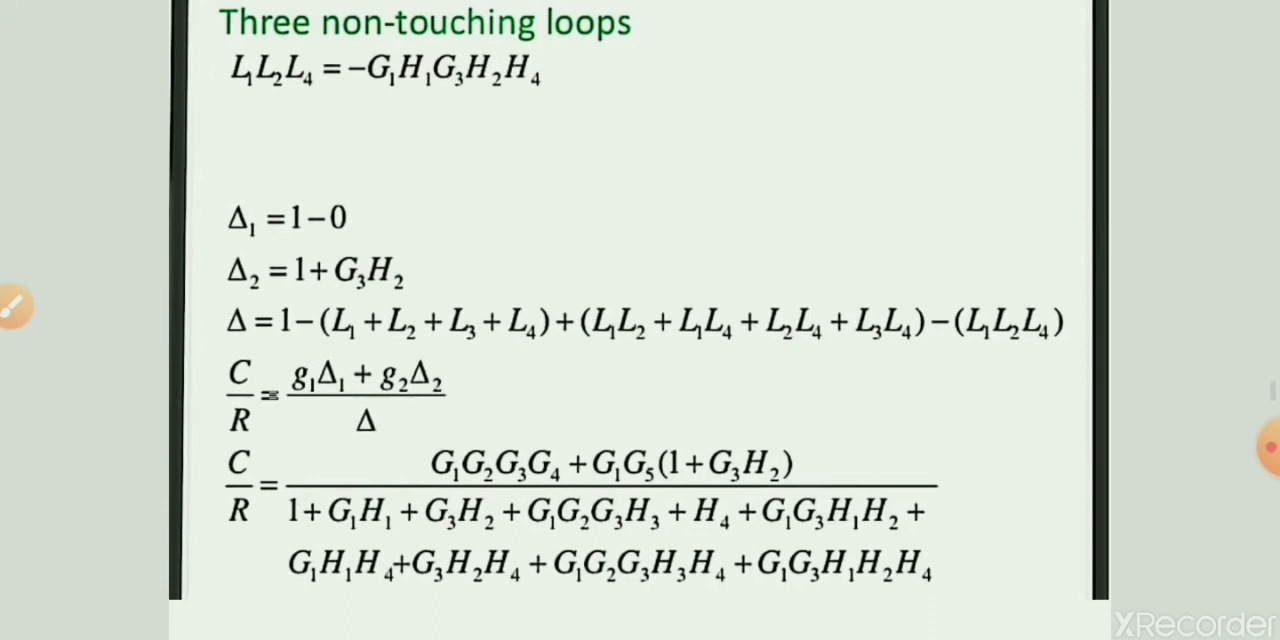 Three non-touching loops
L₁L₂L₄ = −G₁H₁G₃H₂H₄
Δ₁ = 1 − 0
Δ₂ = 1 + G₃H₂
Δ = 1 − (L₁ + L₂ + L₃ + L₄) + (L₁L₂ + L₁L₄ + L₂L₄ + L₃L₄) − (L₁L₂L₄)
C/R = (g₁Δ₁ + g₂Δ₂)/Δ
C/R = G₁G₂G₃G₄ + G₁G₅(1 + G₃H₂)
1 + G₁H₁ + G₃H₂ + G₁G₂G₃H₃ + H₄ + G₁G₃H₁H₂ +
G₁H₁H₄ + G₃H₂H₄ + G₁G₂G₃H₃H₄ + G₁G₃H₁H₂H₄
XRecorder